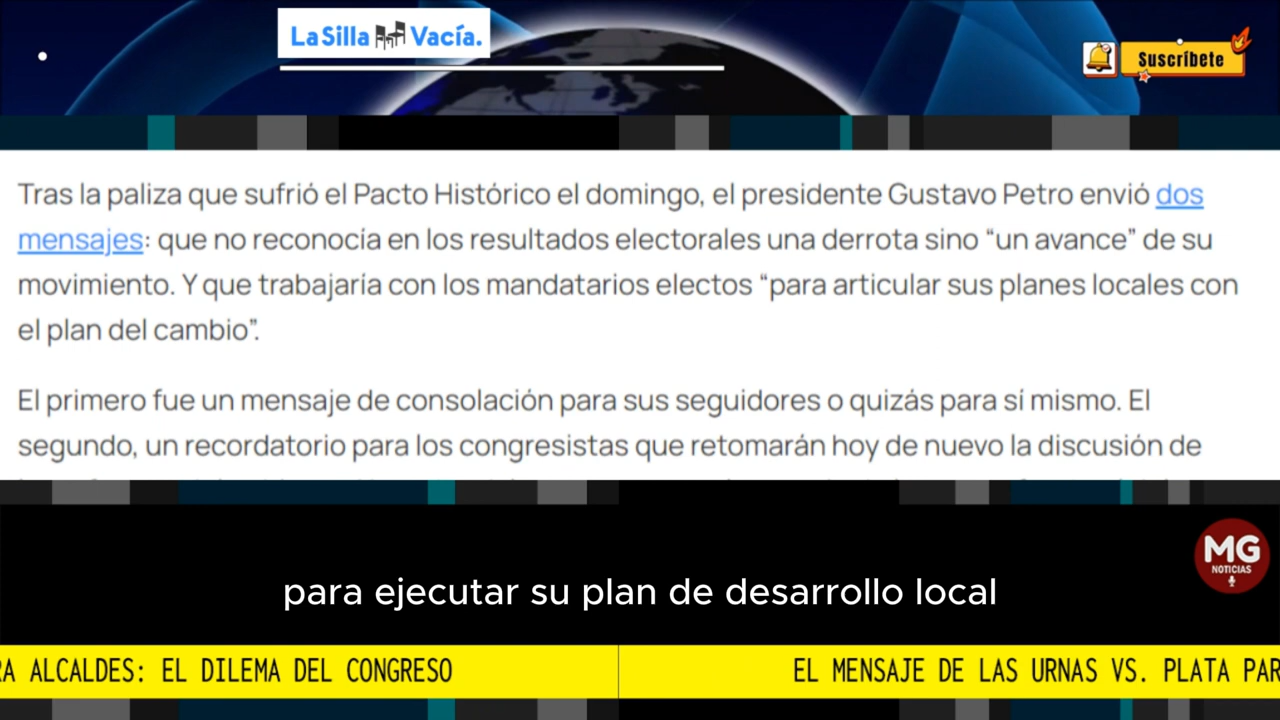 La Silla Vacía.
Suscríbete
Tras la paliza que sufrió el Pacto Histórico el domingo, el presidente Gustavo Petro envió dos
mensajes: que no reconocía en los resultados electorales una derrota sino “un avance” de su
movimiento. Y que trabajaría con los mandatarios electos “para articular sus planes locales con
el plan del cambio”.
El primero fue un mensaje de consolación para sus seguidores o quizás para sí mismo. El
segundo, un recordatorio para los congresistas que retomarán hoy de nuevo la discusión de
MG
NOTICIAS
para ejecutar su plan de desarrollo local
RA ALCALDES: EL DILEMA DEL CONGRESO
EL MENSAJE DE LAS URNAS VS. PLATA PAR